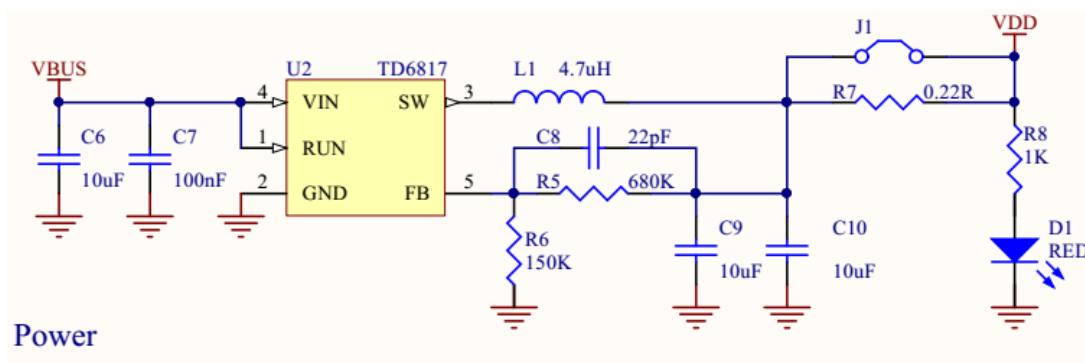 J1
VDD
VBUS
U2
TD6817
L1
4.7uH
4
VIN
SW
3
R7
0.22R
C6
C7
C8
22pF
R8
1K
1
RUN
10uF
100nF
2
GND
FB
5
R5
680K
R6
150K
C9
10uF
C10
10uF
D1
RED
Power